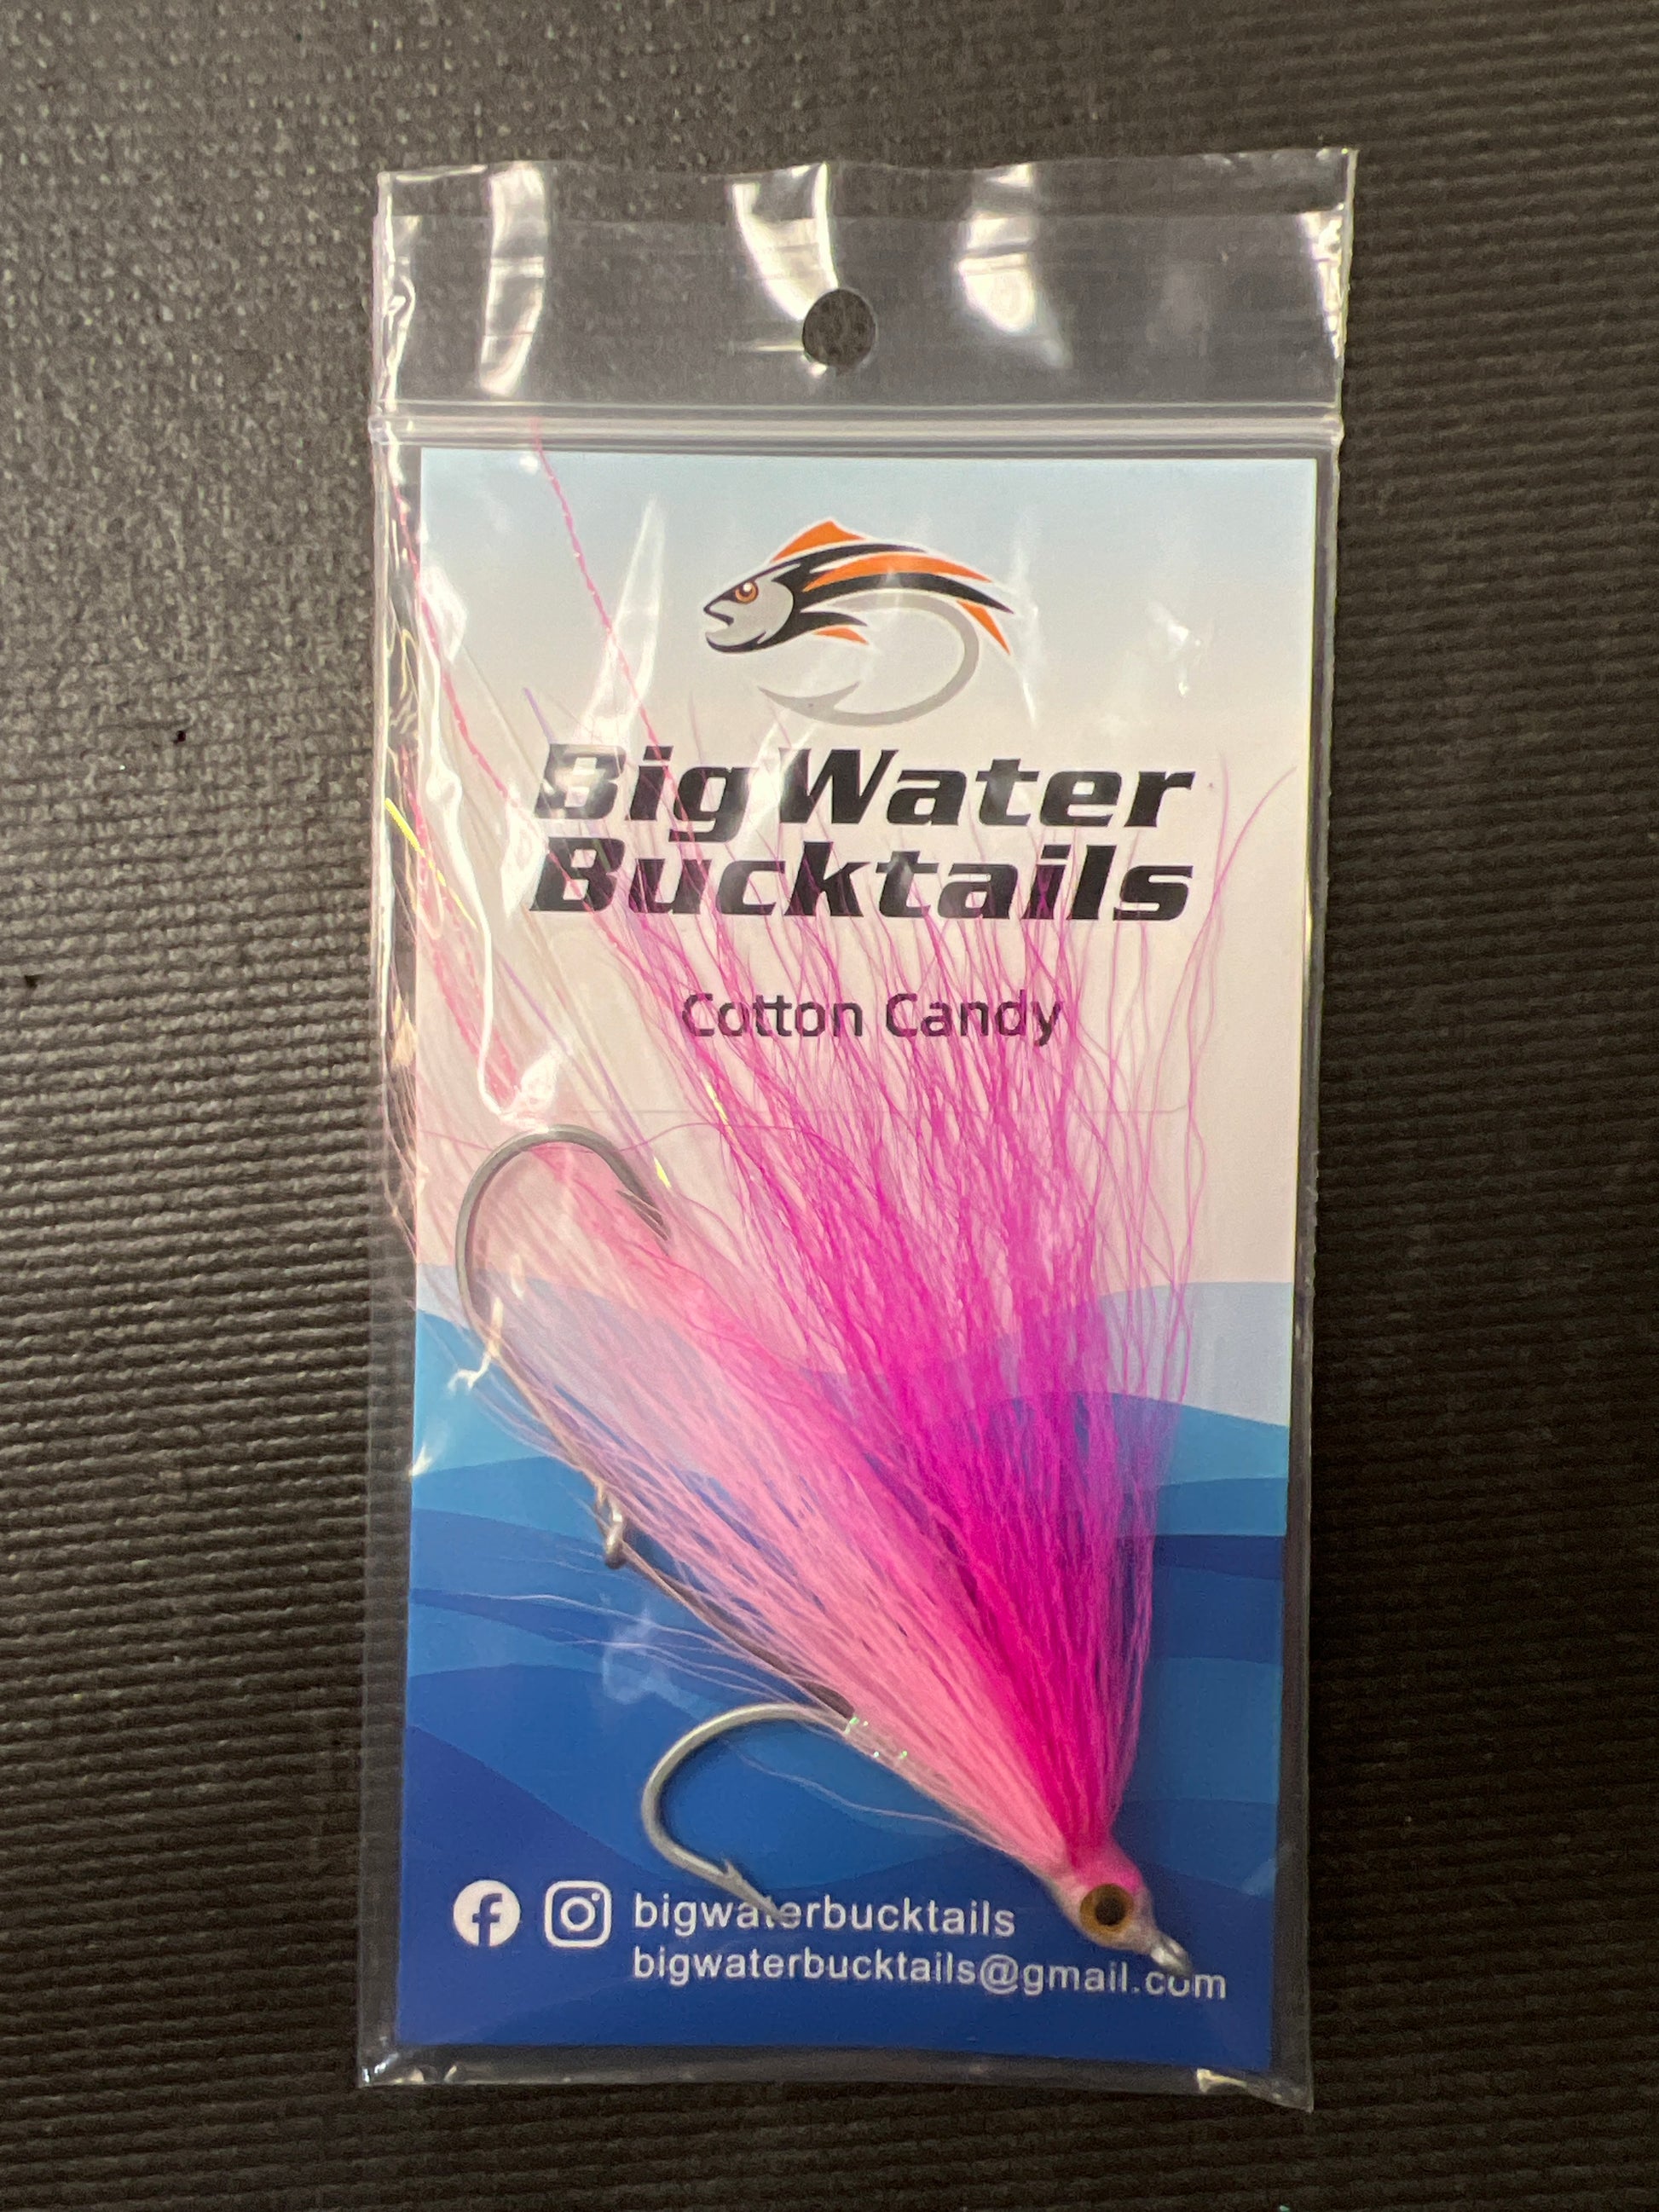 Big Water
Bucktails
Cotton Candy
bigwaterbucktails
bigwaterbucktails@gmail.com